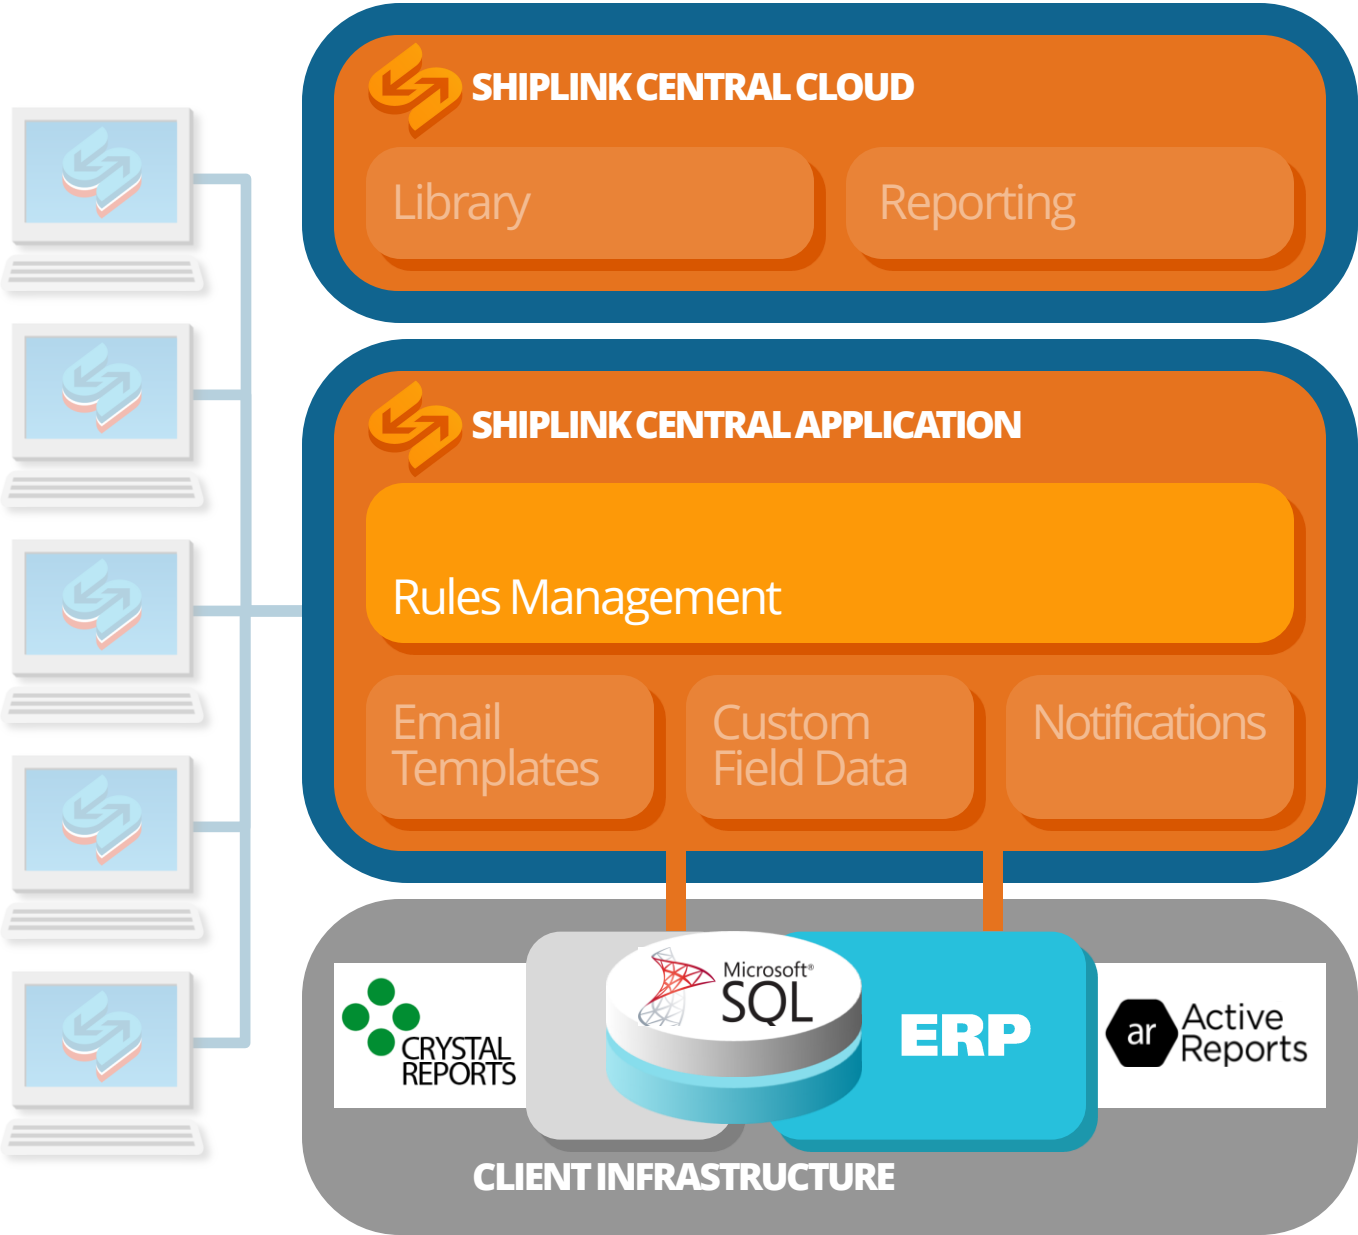 SHIPLINK CENTRAL CLOUD
Library
Reporting
SHIPLINK CENTRAL APPLICATION
Rules Management
Email
Templates
Custom
Field Data
Notifications
CRYSTAL
REPORTS
Microsoft®
SQL
ERP
ar
Active
Reports
CLIENT INFRASTRUCTURE